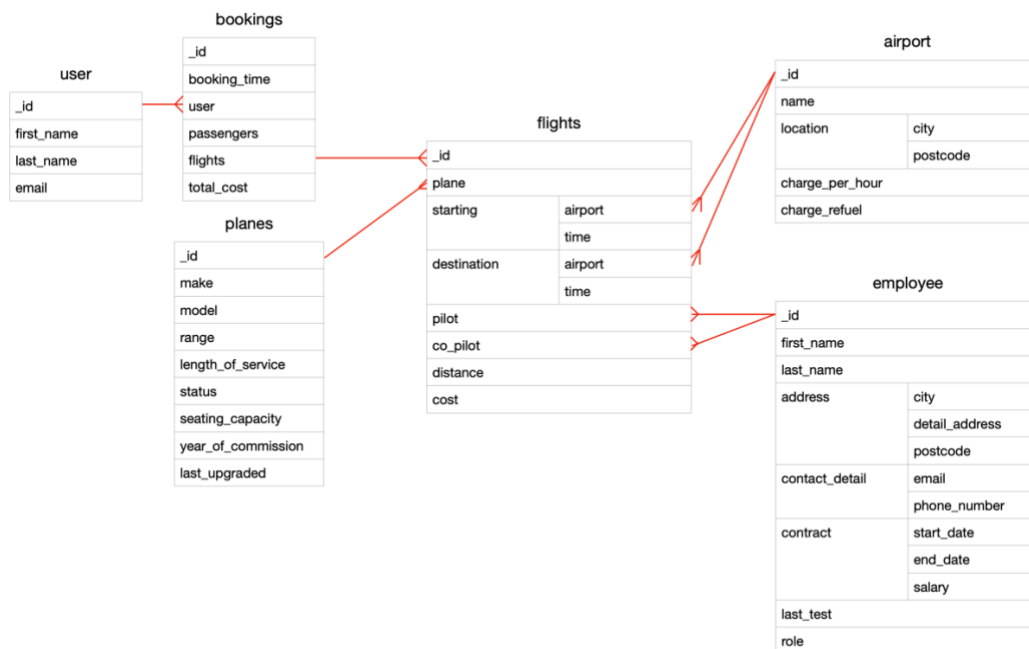 bookings
_id
booking_time
user
passengers
flights
total_cost
user
_id
first_name
last_name
email
planes
_id
make
model
range
length_of_service
status
seating_capacity
year_of_commission
last_upgraded
flights
_id
plane
starting
airport
time
destination
airport
time
pilot
co_pilot
distance
cost
airport
_id
name
location
city
postcode
charge_per_hour
charge_refuel
employee
_id
first_name
last_name
address
city
detail_address
postcode
contact_detail
email
phone_number
contract
start_date
end_date
salary
last_test
role